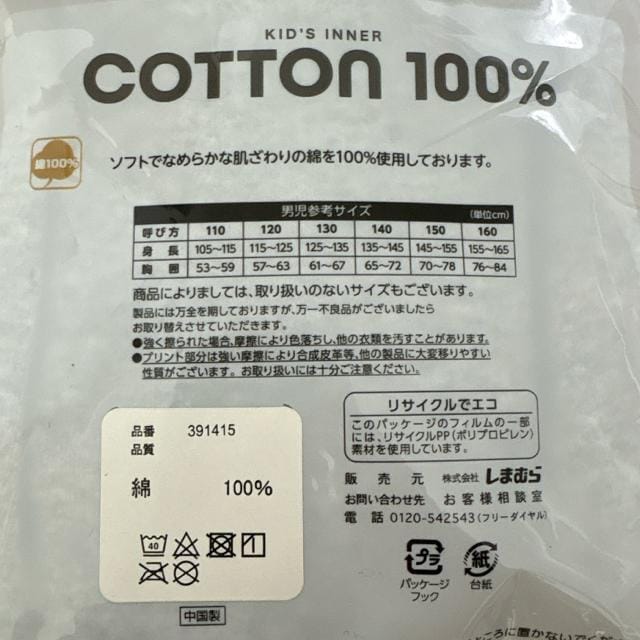 KID'S INNER
COTTON 100%
綿100%
ソフトでなめらかな肌ざわりの綿を100%使用しております。
男児参考サイズ (単位cm)
呼び方 110 120 130 140 150 160
身長 105~115 115~125 125~135 135~145 145~155 155~165
胸囲 53~59 57~63 61~67 65~72 70~78 76~84
商品によりましては、取り扱いのないサイズもございます。
製品には万全を期しておりますが、万一不良品がございましたら
お取り替えさせていただきます。
●強く擦られた場合、摩擦により色落ちし、他の衣類を汚すことがあります。
●プリント部分は強い摩擦により合成皮革等、他の製品に大変移りやすい
性質がございます。お取り扱いには十分ご注意ください。
品番 391415
品質
綿 100%
40
中国製
リサイクルでエコ
このパッケージのフィルムの一部
には、リサイクルPP(ポリプロピレン)
素材を使用しています。
販売元 株式会社しまむら
お問い合わせ先 お客様相談室
電話 0120-542543(フリーダイヤル)
プラ
パッケージ
フック
紙
台紙
ころに置かないでくだ